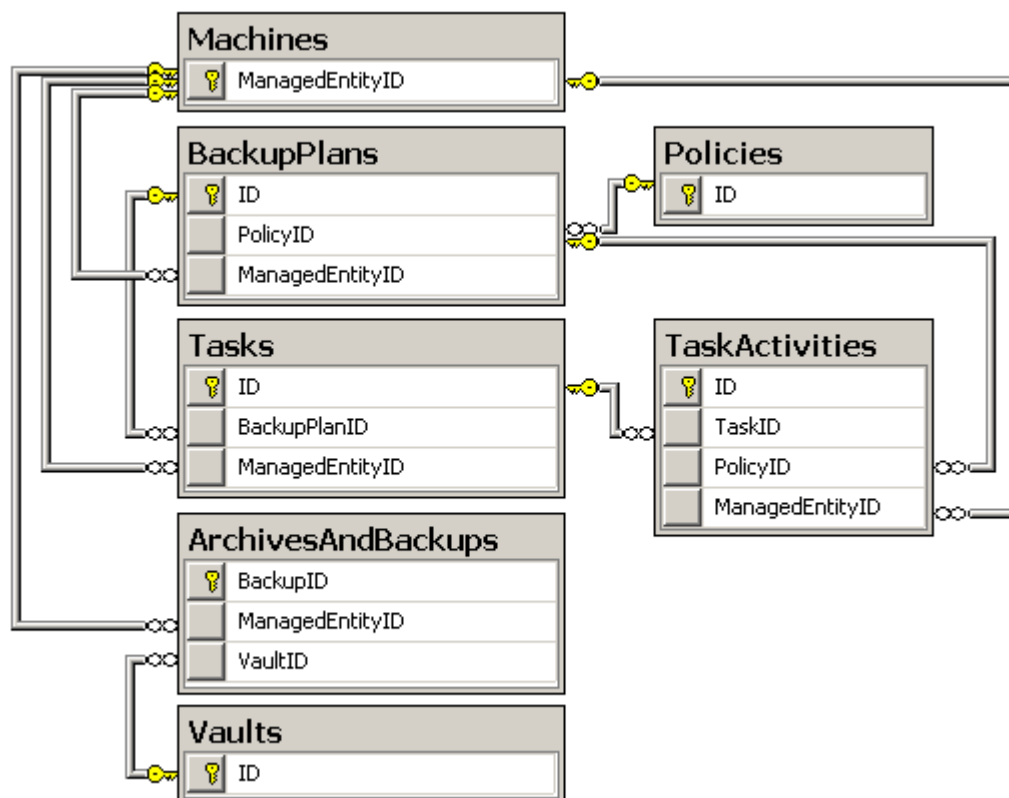 Machines
ManagedEntityID
BackupPlans
ID
PolicyID
ManagedEntityID
Policies
ID
Tasks
ID
BackupPlanID
ManagedEntityID
TaskActivities
ID
TaskID
PolicyID
ManagedEntityID
ArchivesAndBackups
BackupID
ManagedEntityID
VaultID
Vaults
ID